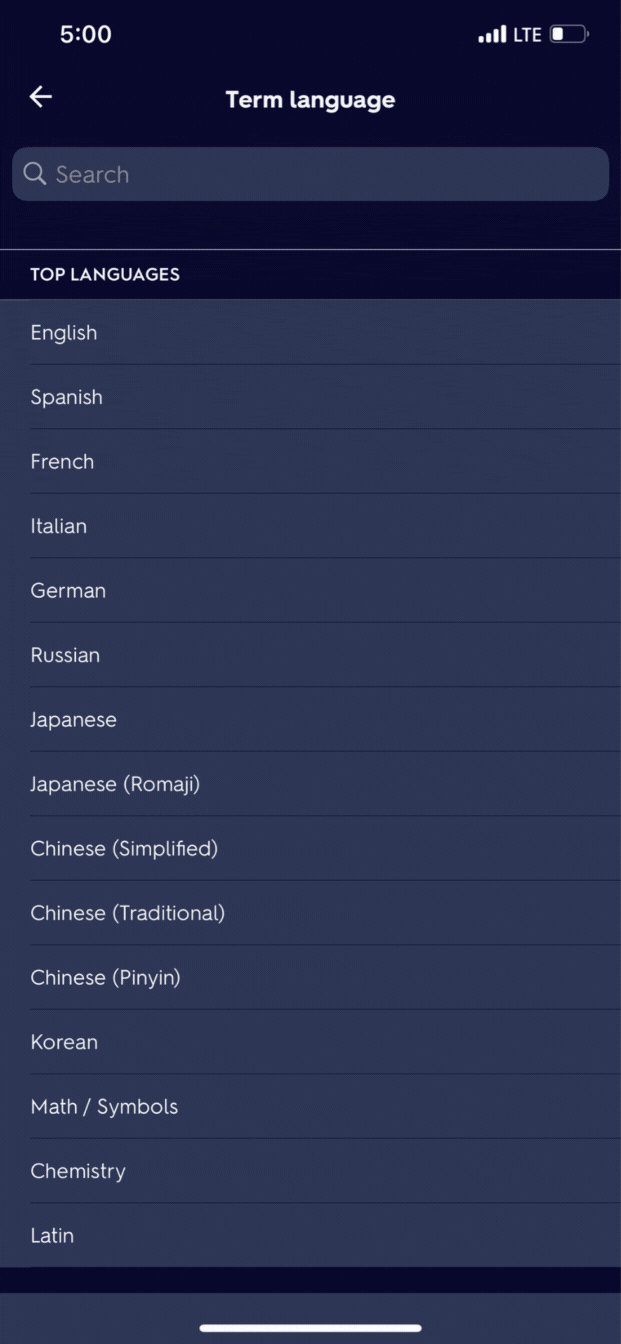 5:00
LTE
Term language
Search
TOP LANGUAGES
English
Spanish
French
Italian
German
Russian
Japanese
Japanese (Romaji)
Chinese (Simplified)
Chinese (Traditional)
Chinese (Pinyin)
Korean
Math / Symbols
Chemistry
Latin